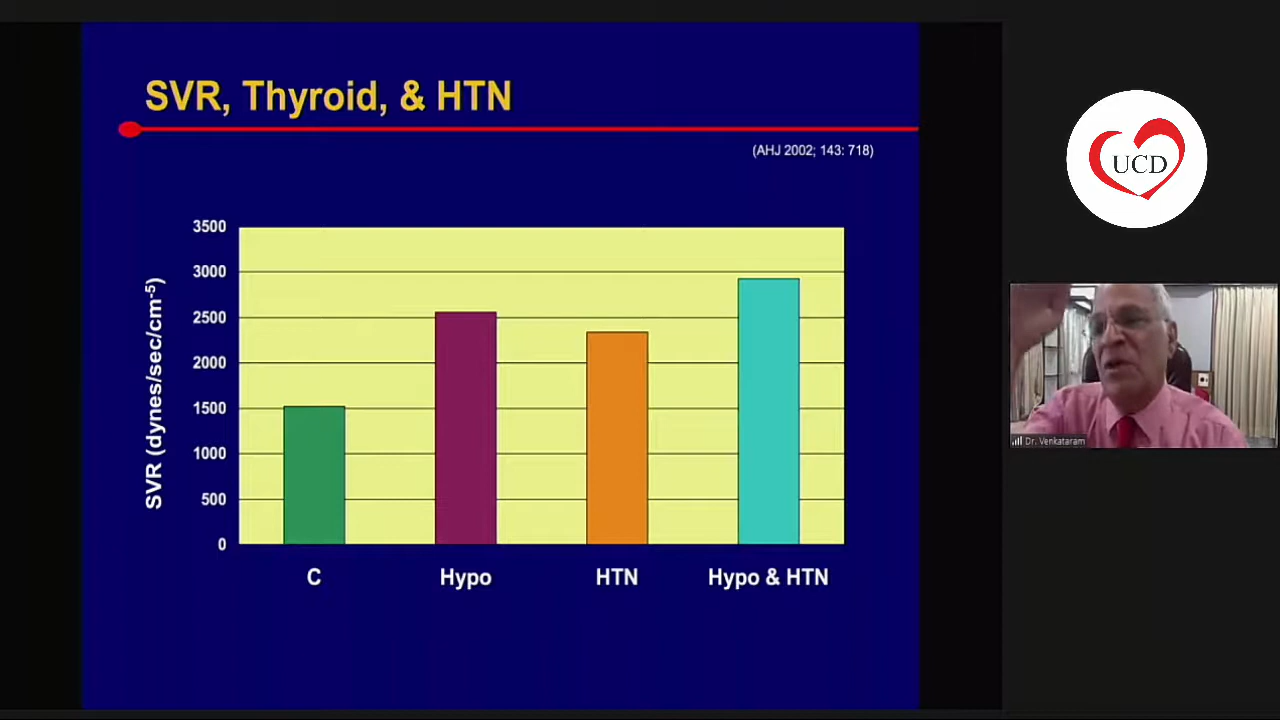 SVR, Thyroid, & HTN
(AHJ 2002; 143: 718)
SVR (dynes/sec/cm-5)
3500
3000
2500
2000
1500
1000
500
0
C
Hypo
HTN
Hypo & HTN
UCD
Dr. Venkataram